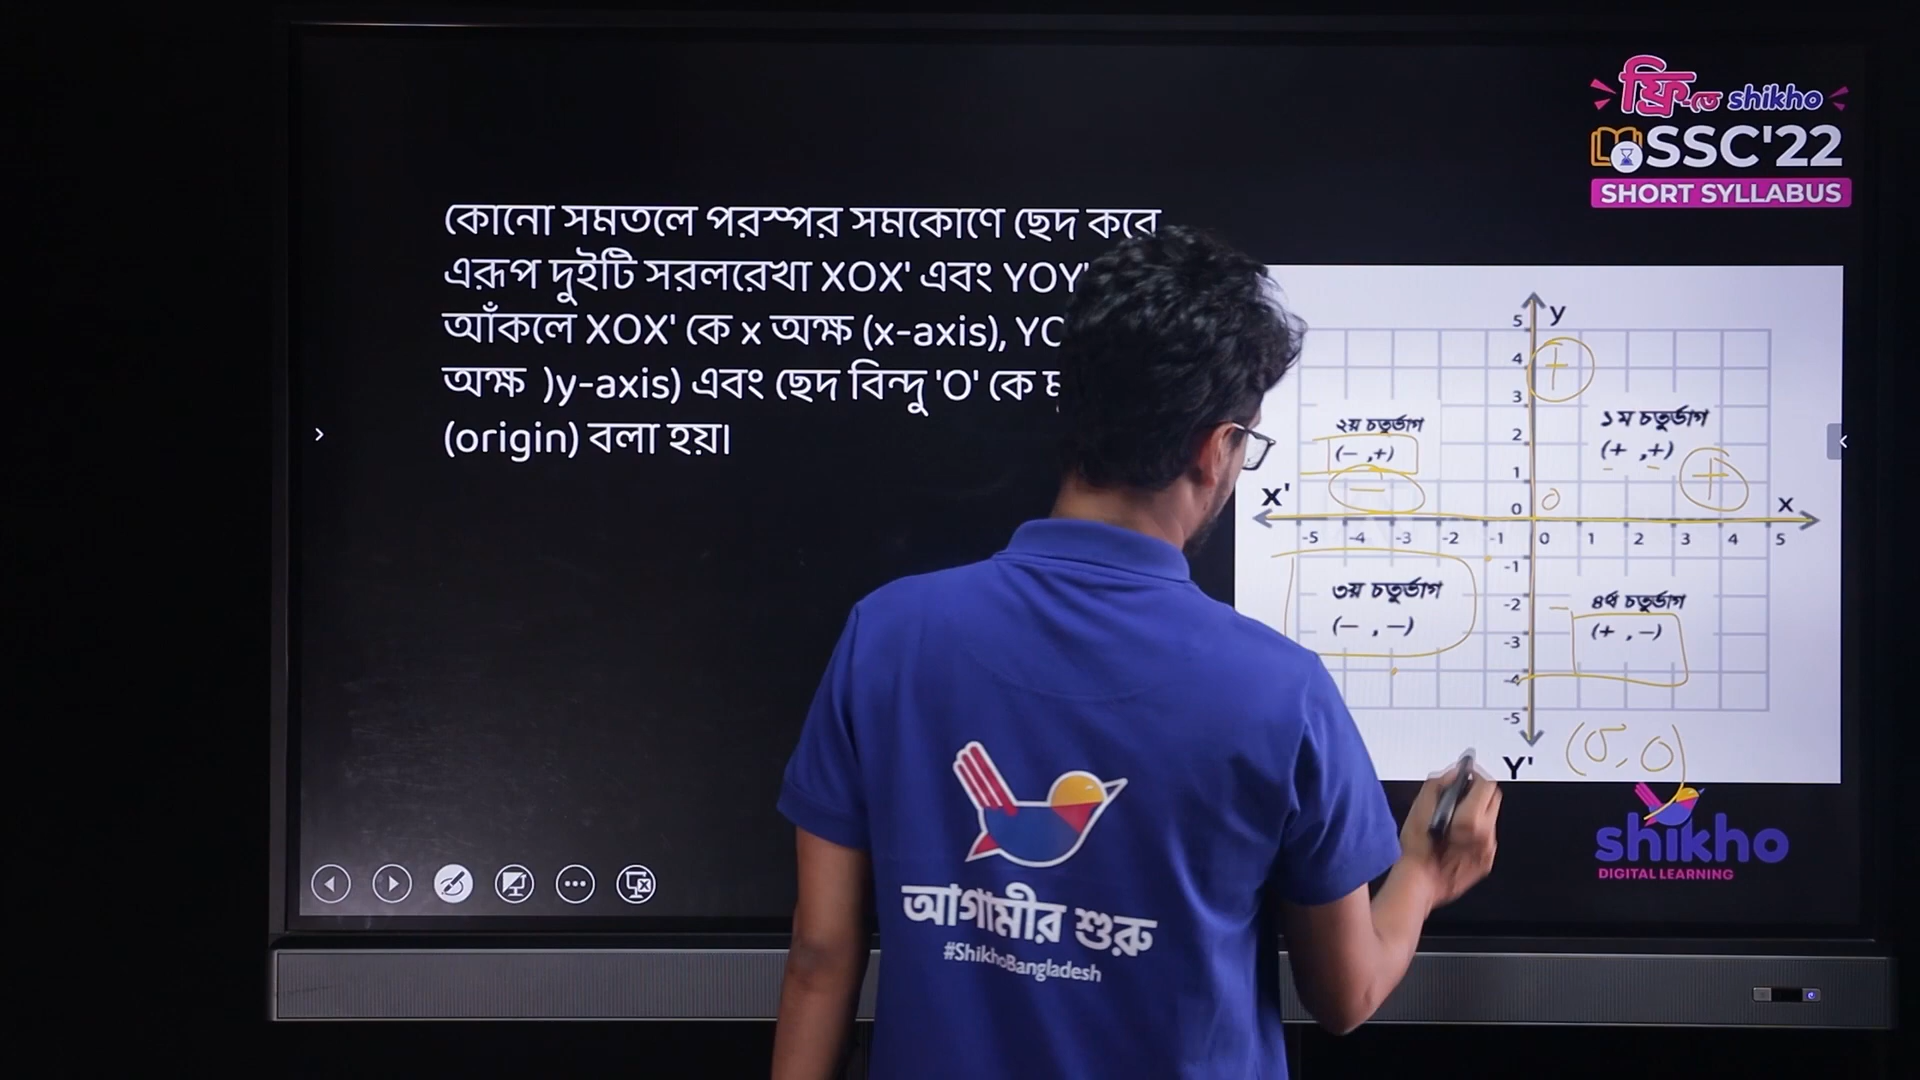 ফ্রি-তে shikho
SSC'22
SHORT SYLLABUS
কোনো সমতলে পরস্পর সমকোণে ছেদ করে
এরূপ দুইটি সরলরেখা XOX' এবং YOY'
আঁকলে XOX' কে x অক্ষ (x-axis),
অক্ষ )y-axis) এবং ছেদ বিন্দু 'O' কে
(origin) বলা হয়।
y
5
4
+
3
২য় চতুর্ভাগ
১ম চতুর্ভাগ
2
(– ,+)
(+ ,+)
1
–
+
X'
0
0
x
-5 -4 -3 -2 -1 0 1 2 3 4 5
-1
৩য় চতুর্ভাগ
-2
৪র্থ চতুর্ভাগ
(– , –)
-3
(+ , –)
-4
-5
Y'
(0, 0)
shikho
DIGITAL LEARNING
আগামীর শুরু
#ShikhoBangladesh